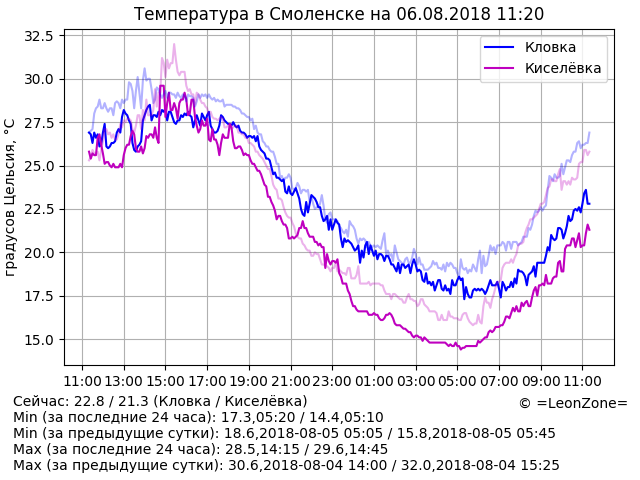 Температура в Смоленске на 06.08.2018 11:20
Кловка
Киселёвка
градусов Цельсия, °C
32.5
30.0
27.5
25.0
22.5
20.0
17.5
15.0
11:00 13:00 15:00 17:00 19:00 21:00 23:00 01:00 03:00 05:00 07:00 09:00 11:00
Сейчас: 22.8 / 21.3 (Кловка / Киселёвка)
© =LeonZone=
Min (за последние 24 часа): 17.3,05:20 / 14.4,05:10
Min (за предыдущие сутки): 18.6,2018-08-05 05:05 / 15.8,2018-08-05 05:45
Max (за последние 24 часа): 28.5,14:15 / 29.6,14:45
Max (за предыдущие сутки): 30.6,2018-08-04 14:00 / 32.0,2018-08-04 15:25